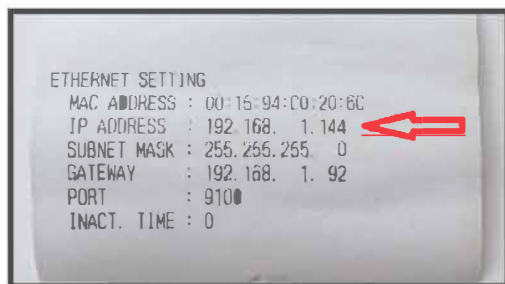 ETHERNET SETTING
MAC ADDRESS : 00:15:94:C0:20:6C
IP ADDRESS : 192.168. 1.144
SUBNET MASK : 255.255.255. 0
GATEWAY : 192.168. 1. 92
PORT : 9100
INACT. TIME : 0